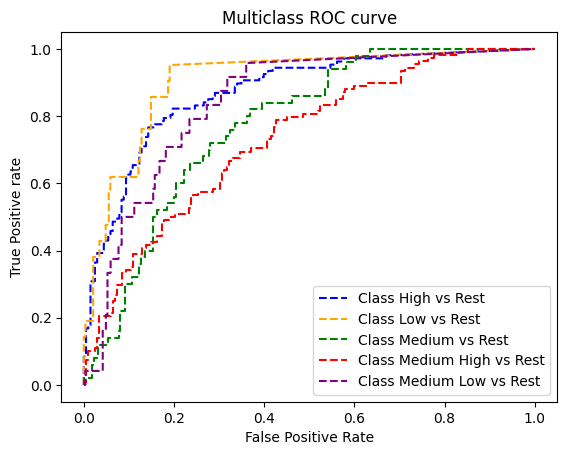 Multiclass ROC curve
True Positive rate
1.0
0.8
0.6
0.4
0.2
0.0
Class High vs Rest
Class Low vs Rest
Class Medium vs Rest
Class Medium High vs Rest
Class Medium Low vs Rest
0.0 0.2 0.4 0.6 0.8 1.0
False Positive Rate